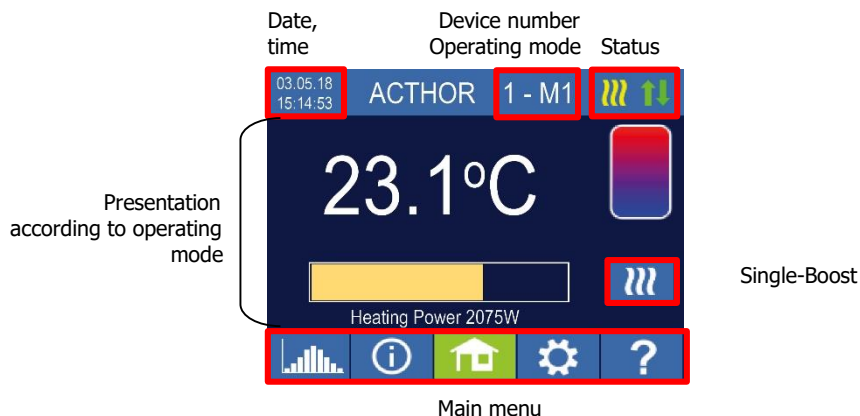 Date,
time
Device number
Operating mode
Status
03.05.18
15:14:53
ACTHOR
1 - M1
23.1°C
Presentation
according to operating
mode
Single-Boost
Heating Power 2075W
i
?
Main menu